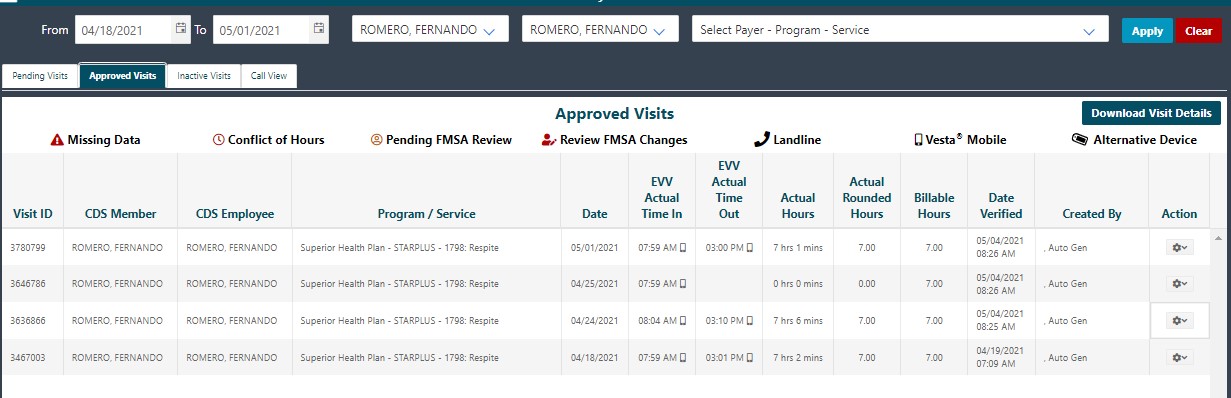 From 04/18/2021 To 05/01/2021 ROMERO, FERNANDO ROMERO, FERNANDO Select Payer - Program - Service Apply Clear
Pending Visits Approved Visits Inactive Visits Call View
Approved Visits Download Visit Details
Missing Data Conflict of Hours Pending FMSA Review Review FMSA Changes Landline Vesta® Mobile Alternative Device
Visit ID CDS Member CDS Employee Program / Service Date EVV Actual Time In EVV Actual Time Out Actual Hours Actual Rounded Hours Billable Hours Date Verified Created By Action
3780799 ROMERO, FERNANDO ROMERO, FERNANDO Superior Health Plan - STARPLUS - 1798: Respite 05/01/2021 07:59 AM 03:00 PM 7 hrs 1 mins 7.00 7.00 05/04/2021 08:26 AM , Auto Gen
3646786 ROMERO, FERNANDO ROMERO, FERNANDO Superior Health Plan - STARPLUS - 1798: Respite 04/25/2021 07:59 AM 0 hrs 0 mins 0.00 7.00 05/04/2021 08:26 AM , Auto Gen
3636866 ROMERO, FERNANDO ROMERO, FERNANDO Superior Health Plan - STARPLUS - 1798: Respite 04/24/2021 08:04 AM 03:10 PM 7 hrs 6 mins 7.00 7.00 05/04/2021 08:25 AM , Auto Gen
3467003 ROMERO, FERNANDO ROMERO, FERNANDO Superior Health Plan - STARPLUS - 1798: Respite 04/18/2021 07:59 AM 03:01 PM 7 hrs 2 mins 7.00 7.00 04/19/2021 07:09 AM , Auto Gen